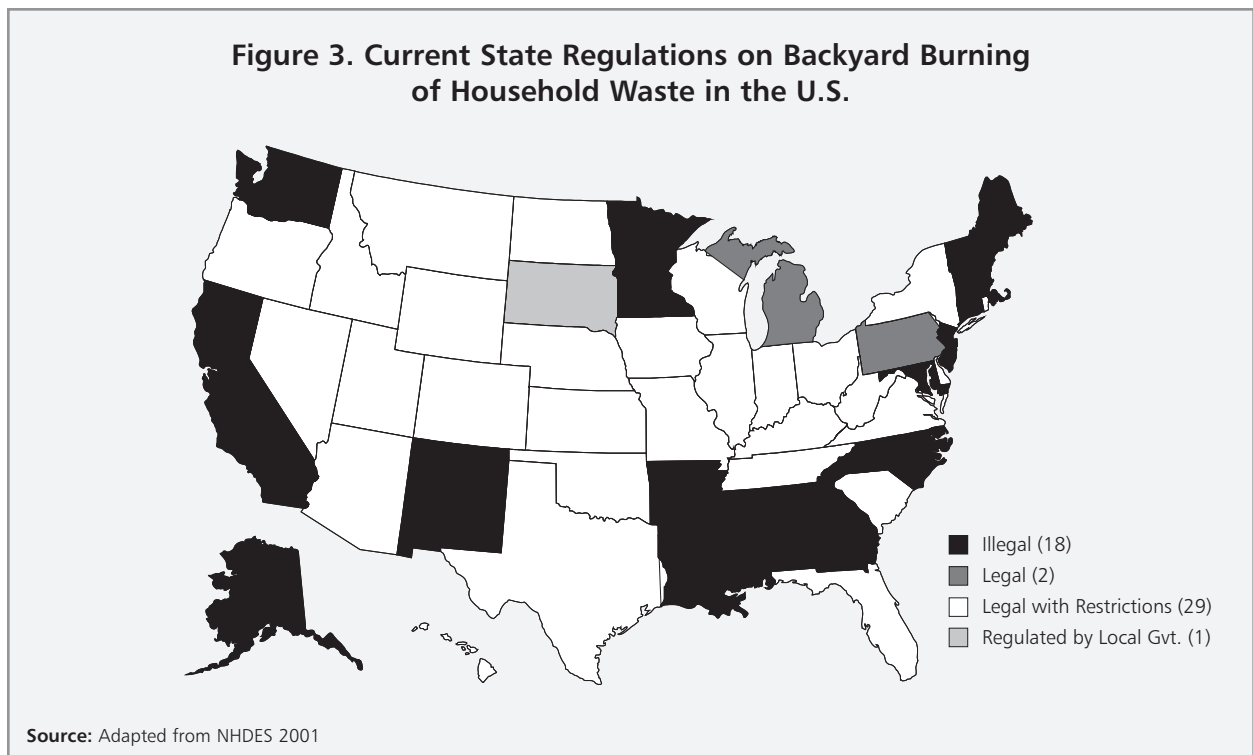 Figure 3. Current State Regulations on Backyard Burning
of Household Waste in the U.S.
Illegal (18)
Legal (2)
Legal with Restrictions (29)
Regulated by Local Gvt. (1)
Source: Adapted from NHDES 2001